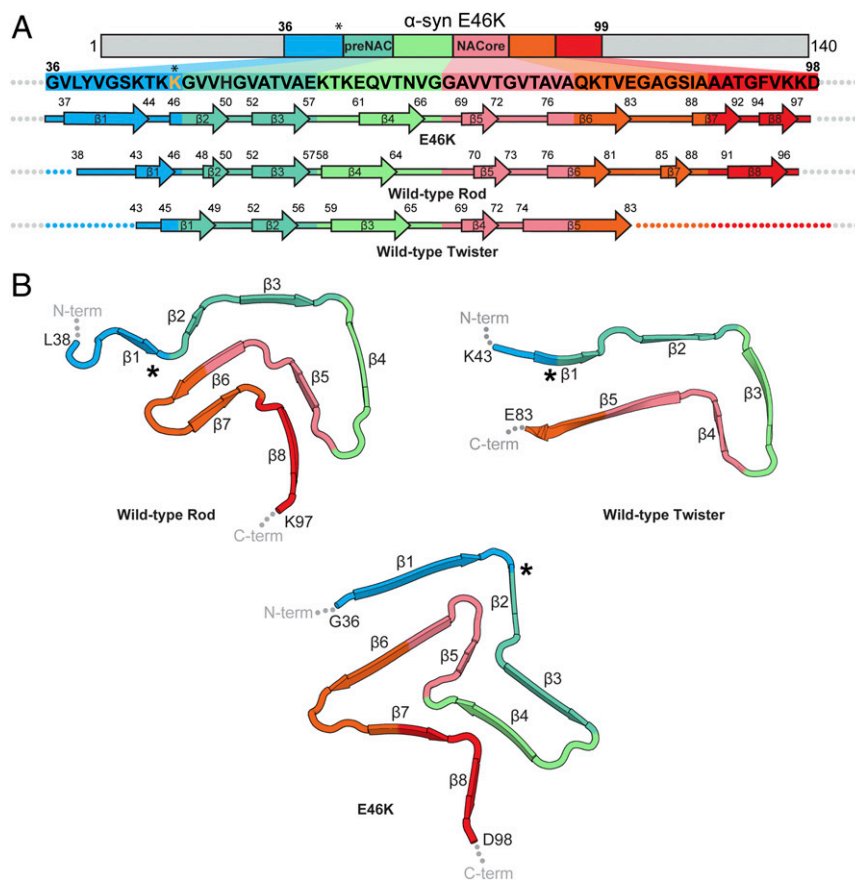 A
α-syn E46K
36 * 99
1 preNAC NACore 140
36 * 98
GVLYVGSKTKKGVVHGVATVAEKTKEQVTNVGGAVVTGVTAVAQKTVEGAGSIAAATGFVKKD
37 44 46 50 52 57 61 66 69 72 76 83 88 92 94 97
β1 β2 β3 β4 β5 β6 β7 β8
E46K
38 43 46 48 50 52 57 58 64 70 73 76 81 85 88 91 96
β1 β2 β3 β4 β5 β6 β7 β8
Wild-type Rod
43 45 49 52 56 59 65 69 72 74 83
β1 β2 β3 β4 β5
Wild-type Twister
B
N-term
L38
β1
*
β2
β3
β4
β5
β6
β7
β8
K97
C-term
Wild-type Rod
N-term
K43
*
β1
β2
β3
β4
β5
E83
C-term
Wild-type Twister
β1
*
N-term
G36
β2
β6
β5
β3
β4
β7
β8
E46K
D98
C-term